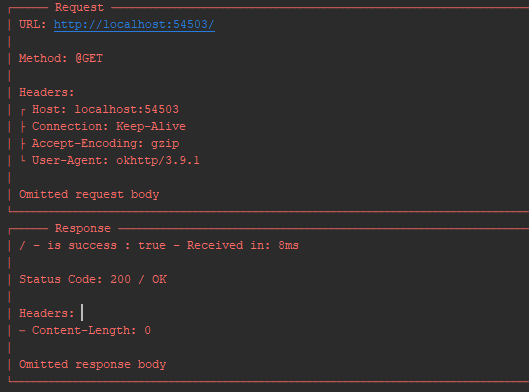 Request
URL: http://localhost:54503/
Method: @GET
Headers:
┌ Host: localhost:54503
├ Connection: Keep-Alive
├ Accept-Encoding: gzip
└ User-Agent: okhttp/3.9.1
Omitted request body
Response
/ - is success : true - Received in: 8ms
Status Code: 200 / OK
Headers:
- Content-Length: 0
Omitted response body